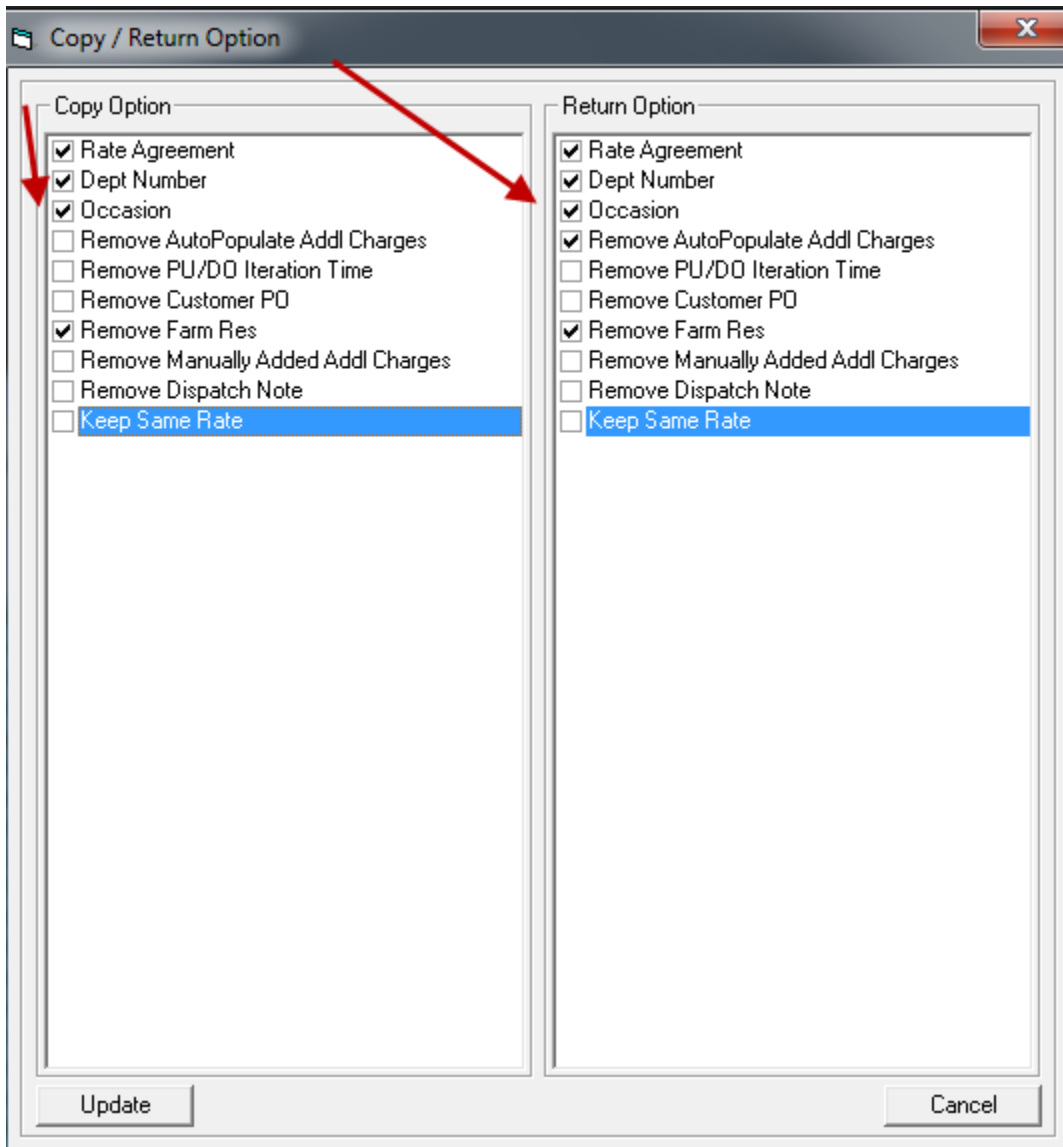 Copy / Return Option
Copy Option
Rate Agreement
Dept Number
Occasion
Remove AutoPopulate Addl Charges
Remove PU/DO Iteration Time
Remove Customer PO
Remove Farm Res
Remove Manually Added Addl Charges
Remove Dispatch Note
Keep Same Rate
Return Option
Rate Agreement
Dept Number
Occasion
Remove AutoPopulate Addl Charges
Remove PU/DO Iteration Time
Remove Customer PO
Remove Farm Res
Remove Manually Added Addl Charges
Remove Dispatch Note
Keep Same Rate
Update
Cancel